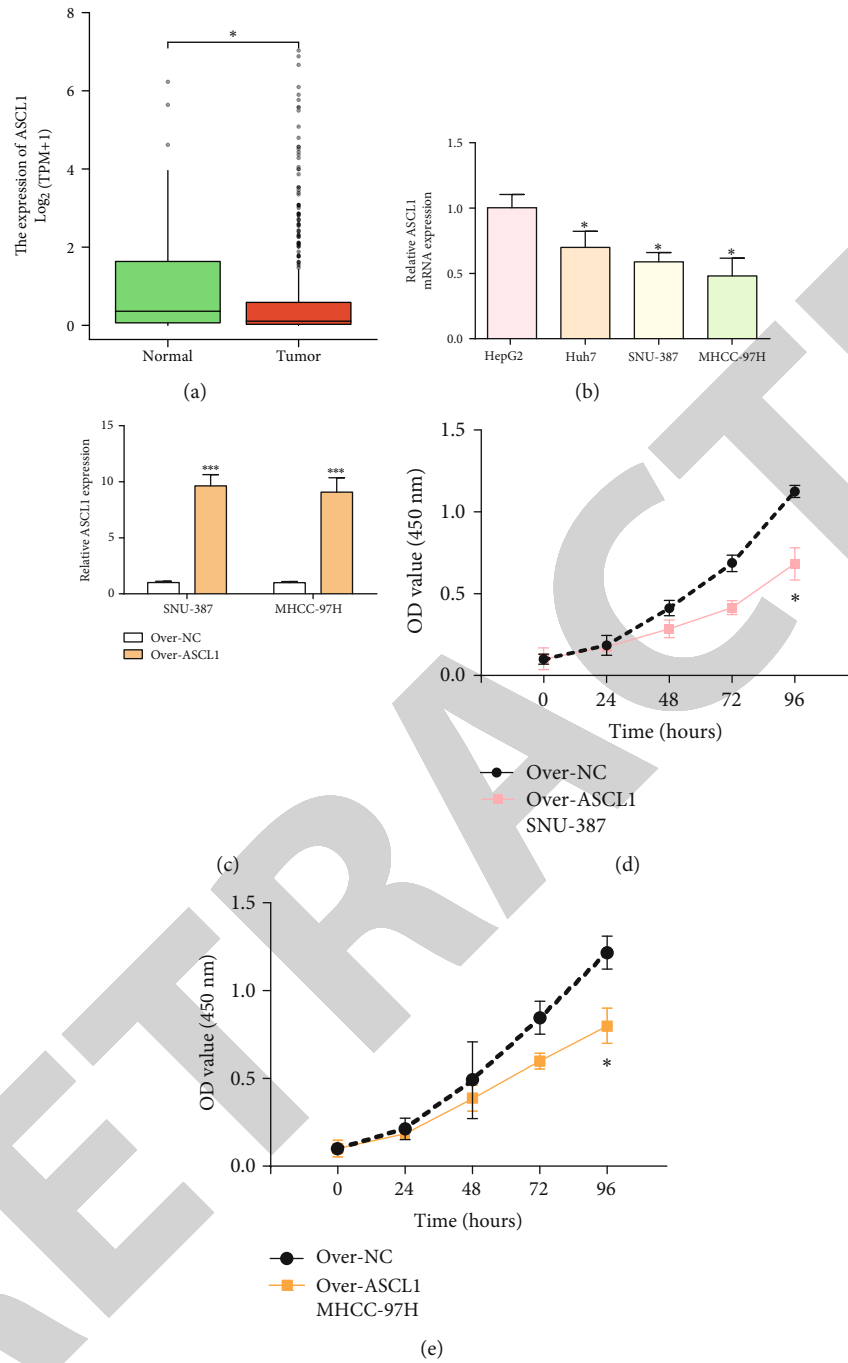 *
8
6
4
2
0
The expression of ASCL1
Log2 (TPM+1)
Normal
Tumor
(a)
1.5
1.0
0.5
0.0
Relative ASCL1
mRNA expression
*
*
*
HepG2
Huh7
SNU-387
MHCC-97H
(b)
15
10
5
0
Relative ASCL1 expression
***
***
SNU-387
MHCC-97H
Over-NC
Over-ASCL1
(c)
1.5
1.0
0.5
0.0
OD value (450 nm)
*
0
24
48
72
96
Time (hours)
Over-NC
Over-ASCL1
SNU-387
(d)
1.5
1.0
0.5
0.0
OD value (450 nm)
*
0
24
48
72
96
Time (hours)
Over-NC
Over-ASCL1
MHCC-97H
(e)
RETRACT